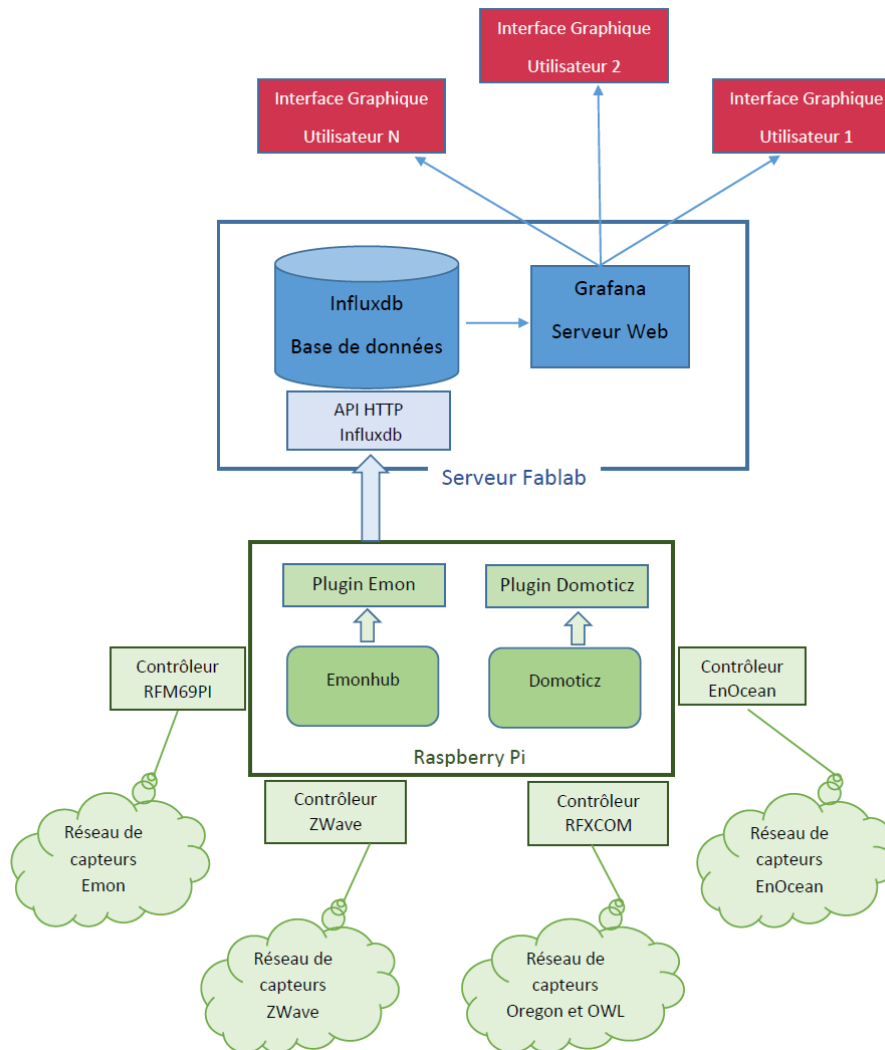 Interface Graphique
Utilisateur 2
Interface Graphique
Utilisateur N
Interface Graphique
Utilisateur 1
Influxdb
Base de données
Grafana
Serveur Web
API HTTP
Influxdb
Serveur Fablab
Plugin Emon
Plugin Domoticz
Emonhub
Domoticz
Raspberry Pi
Contrôleur
RFM69PI
Contrôleur
EnOcean
Contrôleur
ZWave
Contrôleur
RFXCOM
Réseau de
capteurs
Emon
Réseau de
capteurs
EnOcean
Réseau de
capteurs
ZWave
Réseau de
capteurs
Oregon et OWL